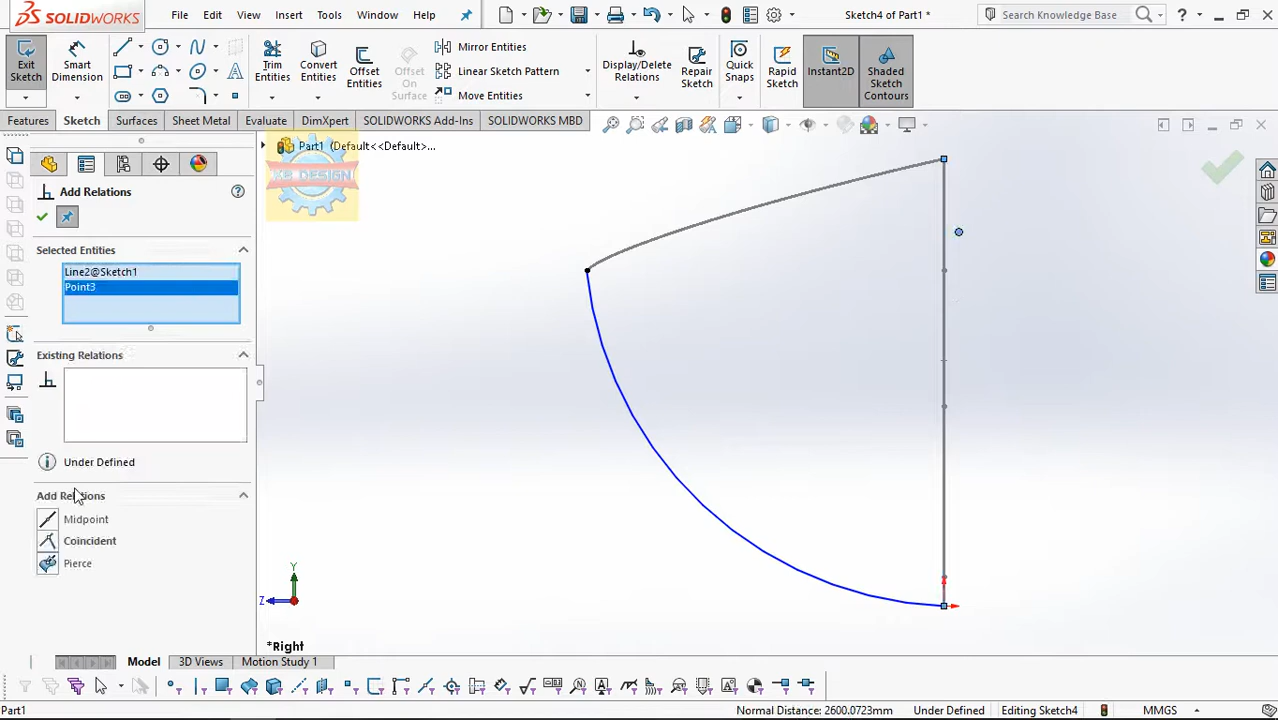 SOLIDWORKS
File Edit View Insert Tools Window Help
Sketch4 of Part1 *
Search Knowledge Base
?
Exit Sketch
Smart Dimension
Trim Entities
Convert Entities
Offset Entities
Offset On Surface
Mirror Entities
Linear Sketch Pattern
Move Entities
Display/Delete Relations
Repair Sketch
Quick Snaps
Rapid Sketch
Instant2D
Shaded Sketch Contours
Features Sketch Surfaces Sheet Metal Evaluate DimXpert SOLIDWORKS Add-Ins SOLIDWORKS MBD
Part1 (Default<<Default>...
Add Relations
Selected Entities
Line2@Sketch1
Point3
Existing Relations
Under Defined
Add Relations
Midpoint
Coincident
Pierce
Y
Z
*Right
Model 3D Views Motion Study 1
Part1
Normal Distance: 2600.0723mm Under Defined Editing Sketch4 MMGS